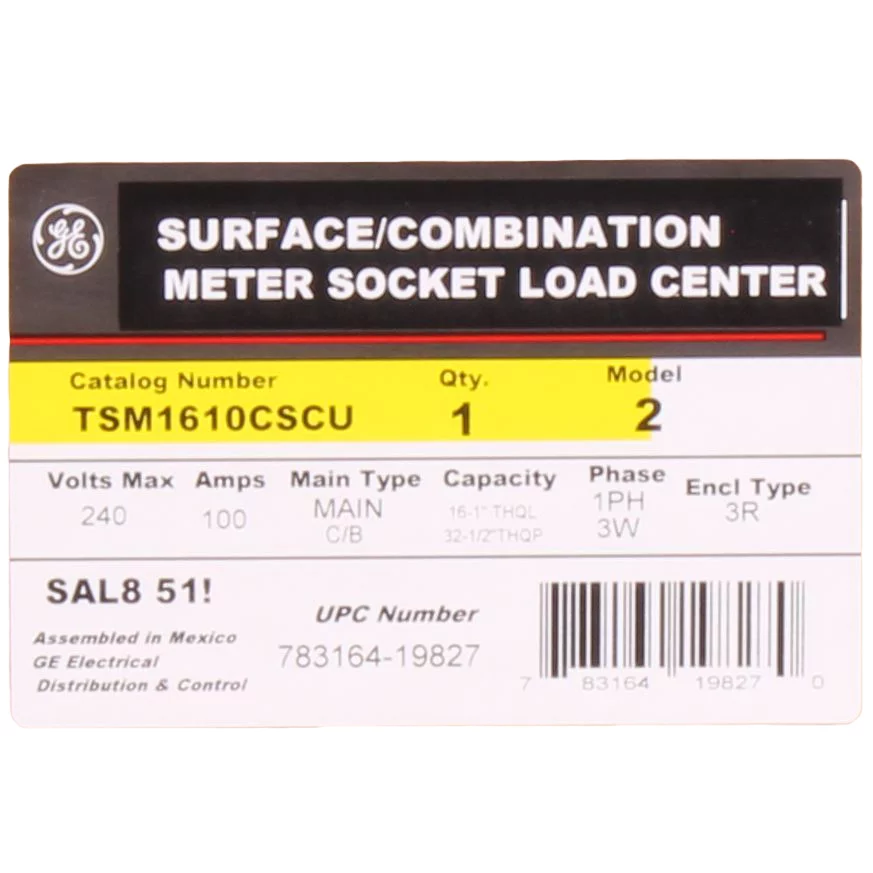 GE
SURFACE/COMBINATION
METER SOCKET LOAD CENTER
Catalog Number Qty. Model
TSM1610CSCU 1 2
Volts Max Amps Main Type Capacity Phase Encl Type
240 100 MAIN 16-1" THQL 1PH 3R
C/B 32-1/2"THQP 3W
SAL8 51!
UPC Number
Assembled in Mexico
GE Electrical 783164-19827
Distribution & Control
7 83164 19827 0